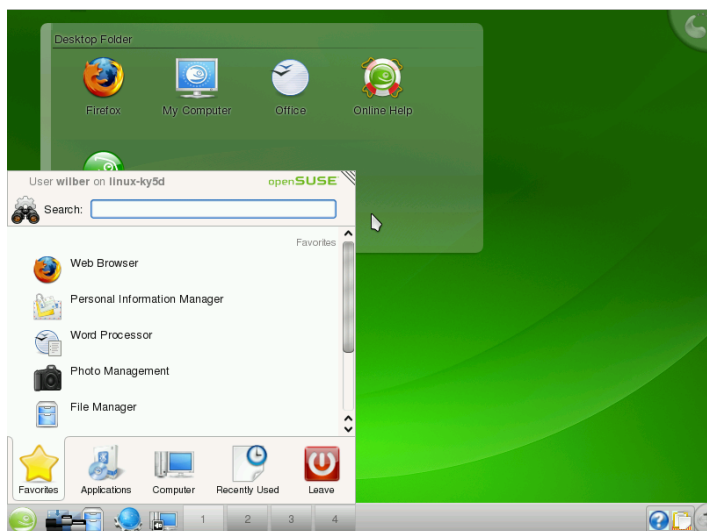 Desktop Folder
Firefox
My Computer
Office
Online Help
User wilber on linux-ky5d
openSUSE
Search:
Favorites
Web Browser
Personal Information Manager
Word Processor
Photo Management
File Manager
Favorites
Applications
Computer
Recently Used
Leave
1
2
3
4